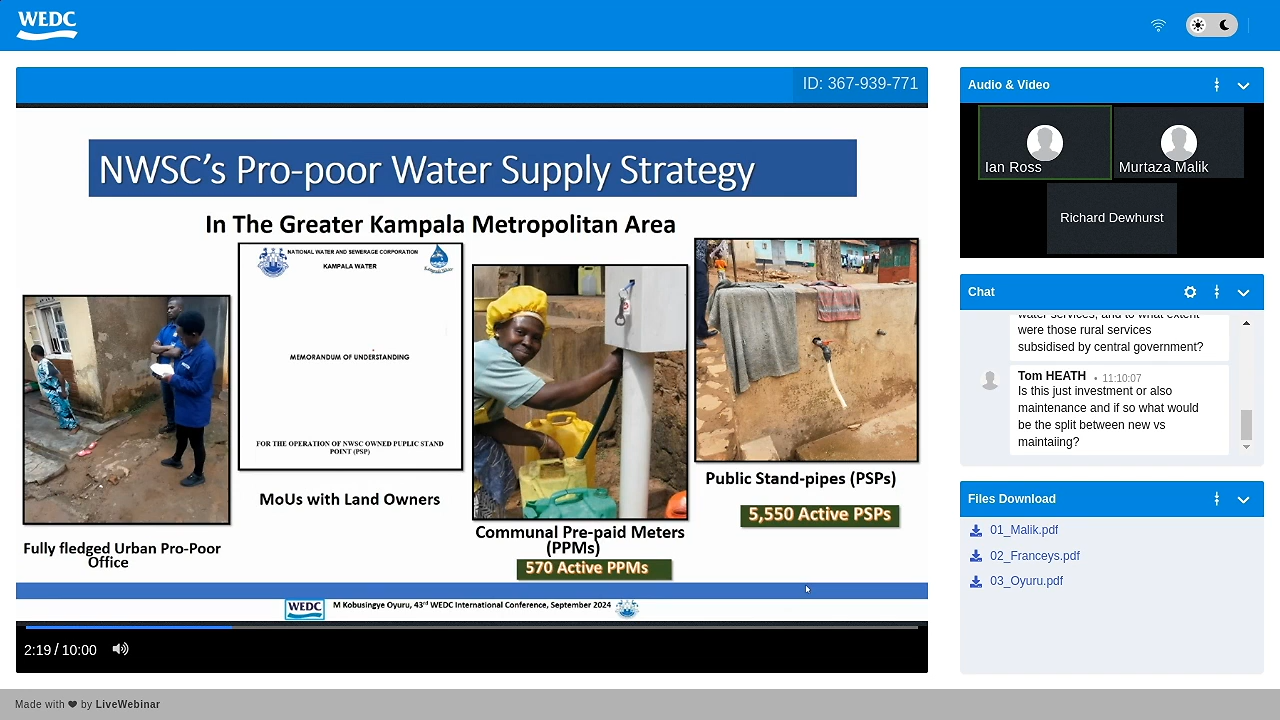 WEDC
ID: 367-939-771
NWSC's Pro-poor Water Supply Strategy
In The Greater Kampala Metropolitan Area
NATIONAL WATER AND SEWERAGE CORPORATION
KAMPALA WATER
MEMORANDUM OF UNDERSTANDING
FOR THE OPERATION OF NWSC OWNED PUPLIC STAND
POINT (PSP)
Fully fledged Urban Pro-Poor
Office
MoUs with Land Owners
Communal Pre-paid Meters
(PPMs)
570 Active PPMs
Public Stand-pipes (PSPs)
5,550 Active PSPs
WEDC
M Kobusingye Oyuru, 43rd WEDC International Conference, September 2024
2:19 / 10:00
Audio & Video
Ian Ross
Murtaza Malik
Richard Dewhurst
Chat
water services, and to what extent
were those rural services
subsidised by central government?
Tom HEATH • 11:10:07
Is this just investment or also
maintenance and if so what would
be the split between new vs
maintaiing?
Files Download
01_Malik.pdf
02_Franceys.pdf
03_Oyuru.pdf
Made with ❤ by LiveWebinar